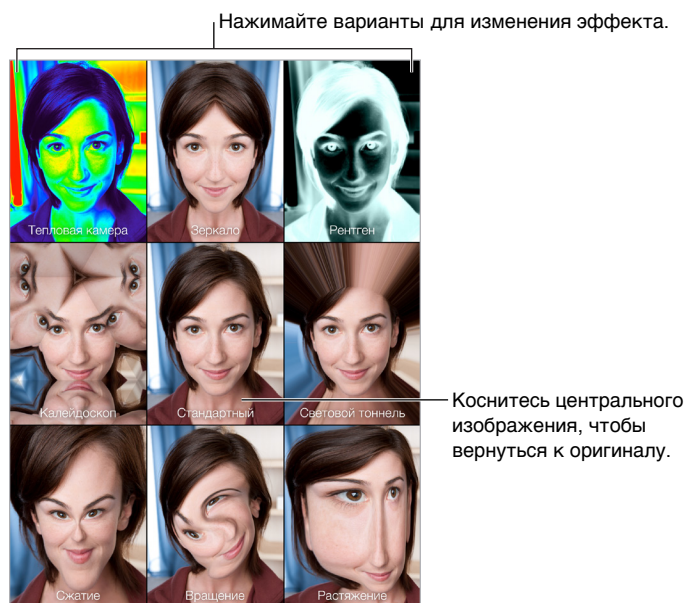 Нажимайте варианты для изменения эффекта.
Тепловая камера
Зеркало
Рентген
Калейдоскоп
Стандартный
Световой тоннель
Коснитесь центрального
изображения, чтобы
вернуться к оригиналу.
Сжатие
Вращение
Растяжение